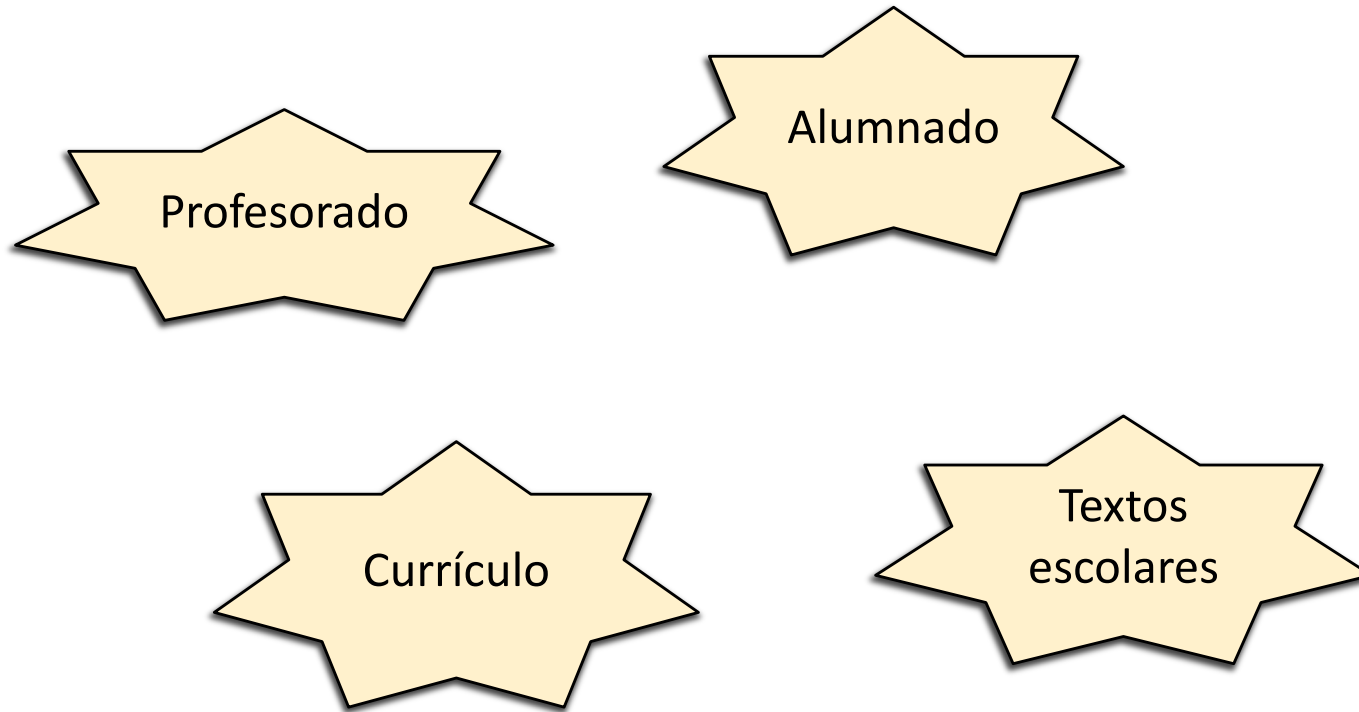 Alumnado
Profesorado
Textos
escolares
Currículo